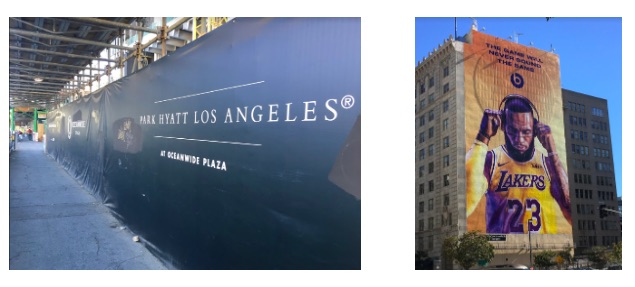 PARK HYATT LOS ANGELES®
AT OCEANWIDE PLAZA
THE GAME WILL
NEVER SOUND
THE SAME
b
LAKERS
23